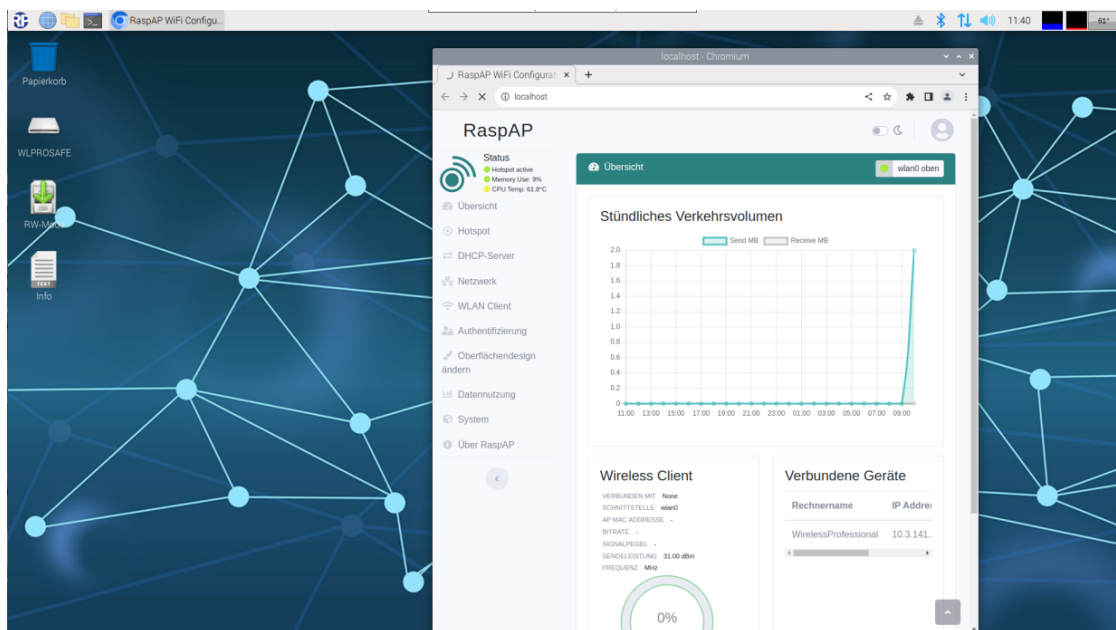 RaspAP WiFi Configu...
11:40
61°
Papierkorb
WLPROSAFE
RW-Mod
TEXT
Info
localhost - Chromium
RaspAP WiFi Configurati
localhost
RaspAP
Status
Hotspot active
Memory Use: 9%
CPU Temp: 61.8°C
Übersicht
Hotspot
DHCP-Server
Netzwerk
WLAN Client
Authentifizierung
Oberflächendesign
ändern
Datennutzung
System
Über RaspAP
Übersicht
wlan0 oben
Stündliches Verkehrsvolumen
Send MB Receive MB
2.0
1.8
1.6
1.4
1.2
1.0
0.8
0.6
0.4
0.2
0
11:00 13:00 15:00 17:00 19:00 21:00 23:00 01:00 03:00 05:00 07:00 09:00
Wireless Client
VERBUNDEN MIT None
SCHNITTSTELLE wlan0
AP MAC ADDRESSE -
BITRATE -
SIGNALPEGEL -
SENDELEISTUNG 31.00 dBm
FREQUENZ MHz
0%
Verbundene Geräte
Rechnername IP Addres
WirelessProfessional 10.3.141.